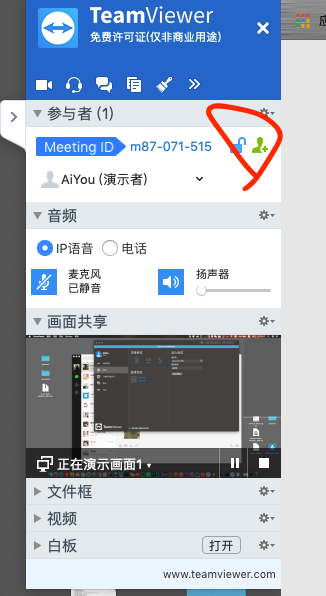 TeamViewer
免费许可证(仅非商业用途)
参与者 (1)
Meeting ID m87-071-515
AiYou (演示者)
音频
IP语音 电话
麦克风
已静音
扬声器
画面共享
TeamViewer
正在演示画面1
文件框
视频
白板 打开
www.teamviewer.com